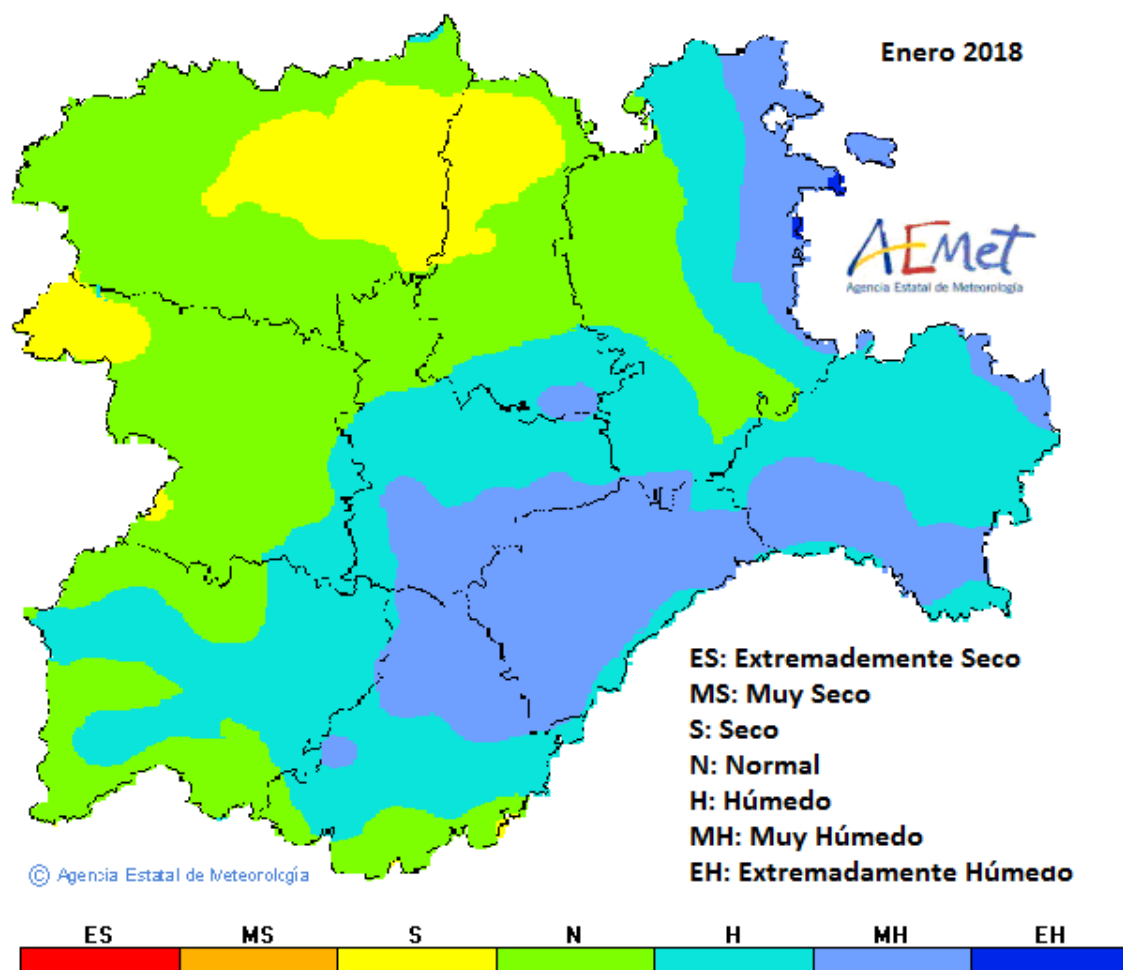 Enero 2018
AEMet
Agencia Estatal de Meteorología
ES: Extremademente Seco
MS: Muy Seco
S: Seco
N: Normal
H: Húmedo
MH: Muy Húmedo
EH: Extremadamente Húmedo
© Agencia Estatal de Meteorología
ES MS S N H MH EH